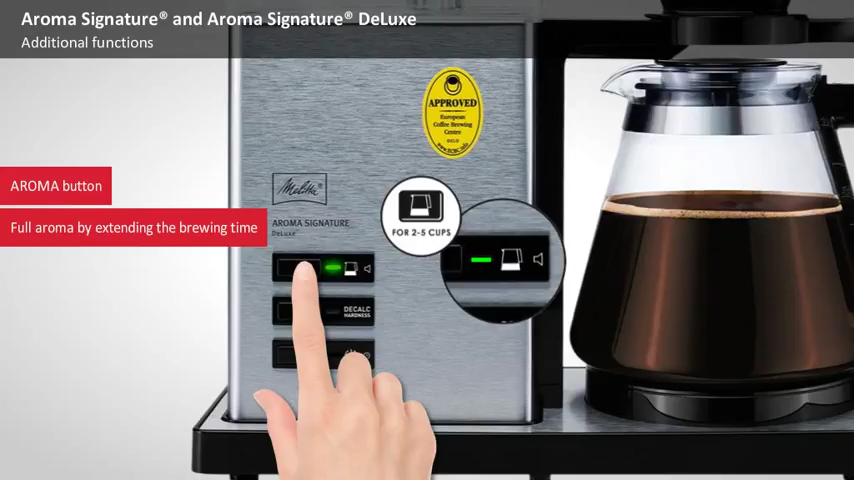 Aroma Signature® and Aroma Signature® DeLuxe
Additional functions
APPROVED
European
Coffee Brewing
Centre
AROMA button
Full aroma by extending the brewing time
Melitta®
AROMA SIGNATURE
DeLuxe
FOR 2-5 CUPS
DECALC
HARDNESS